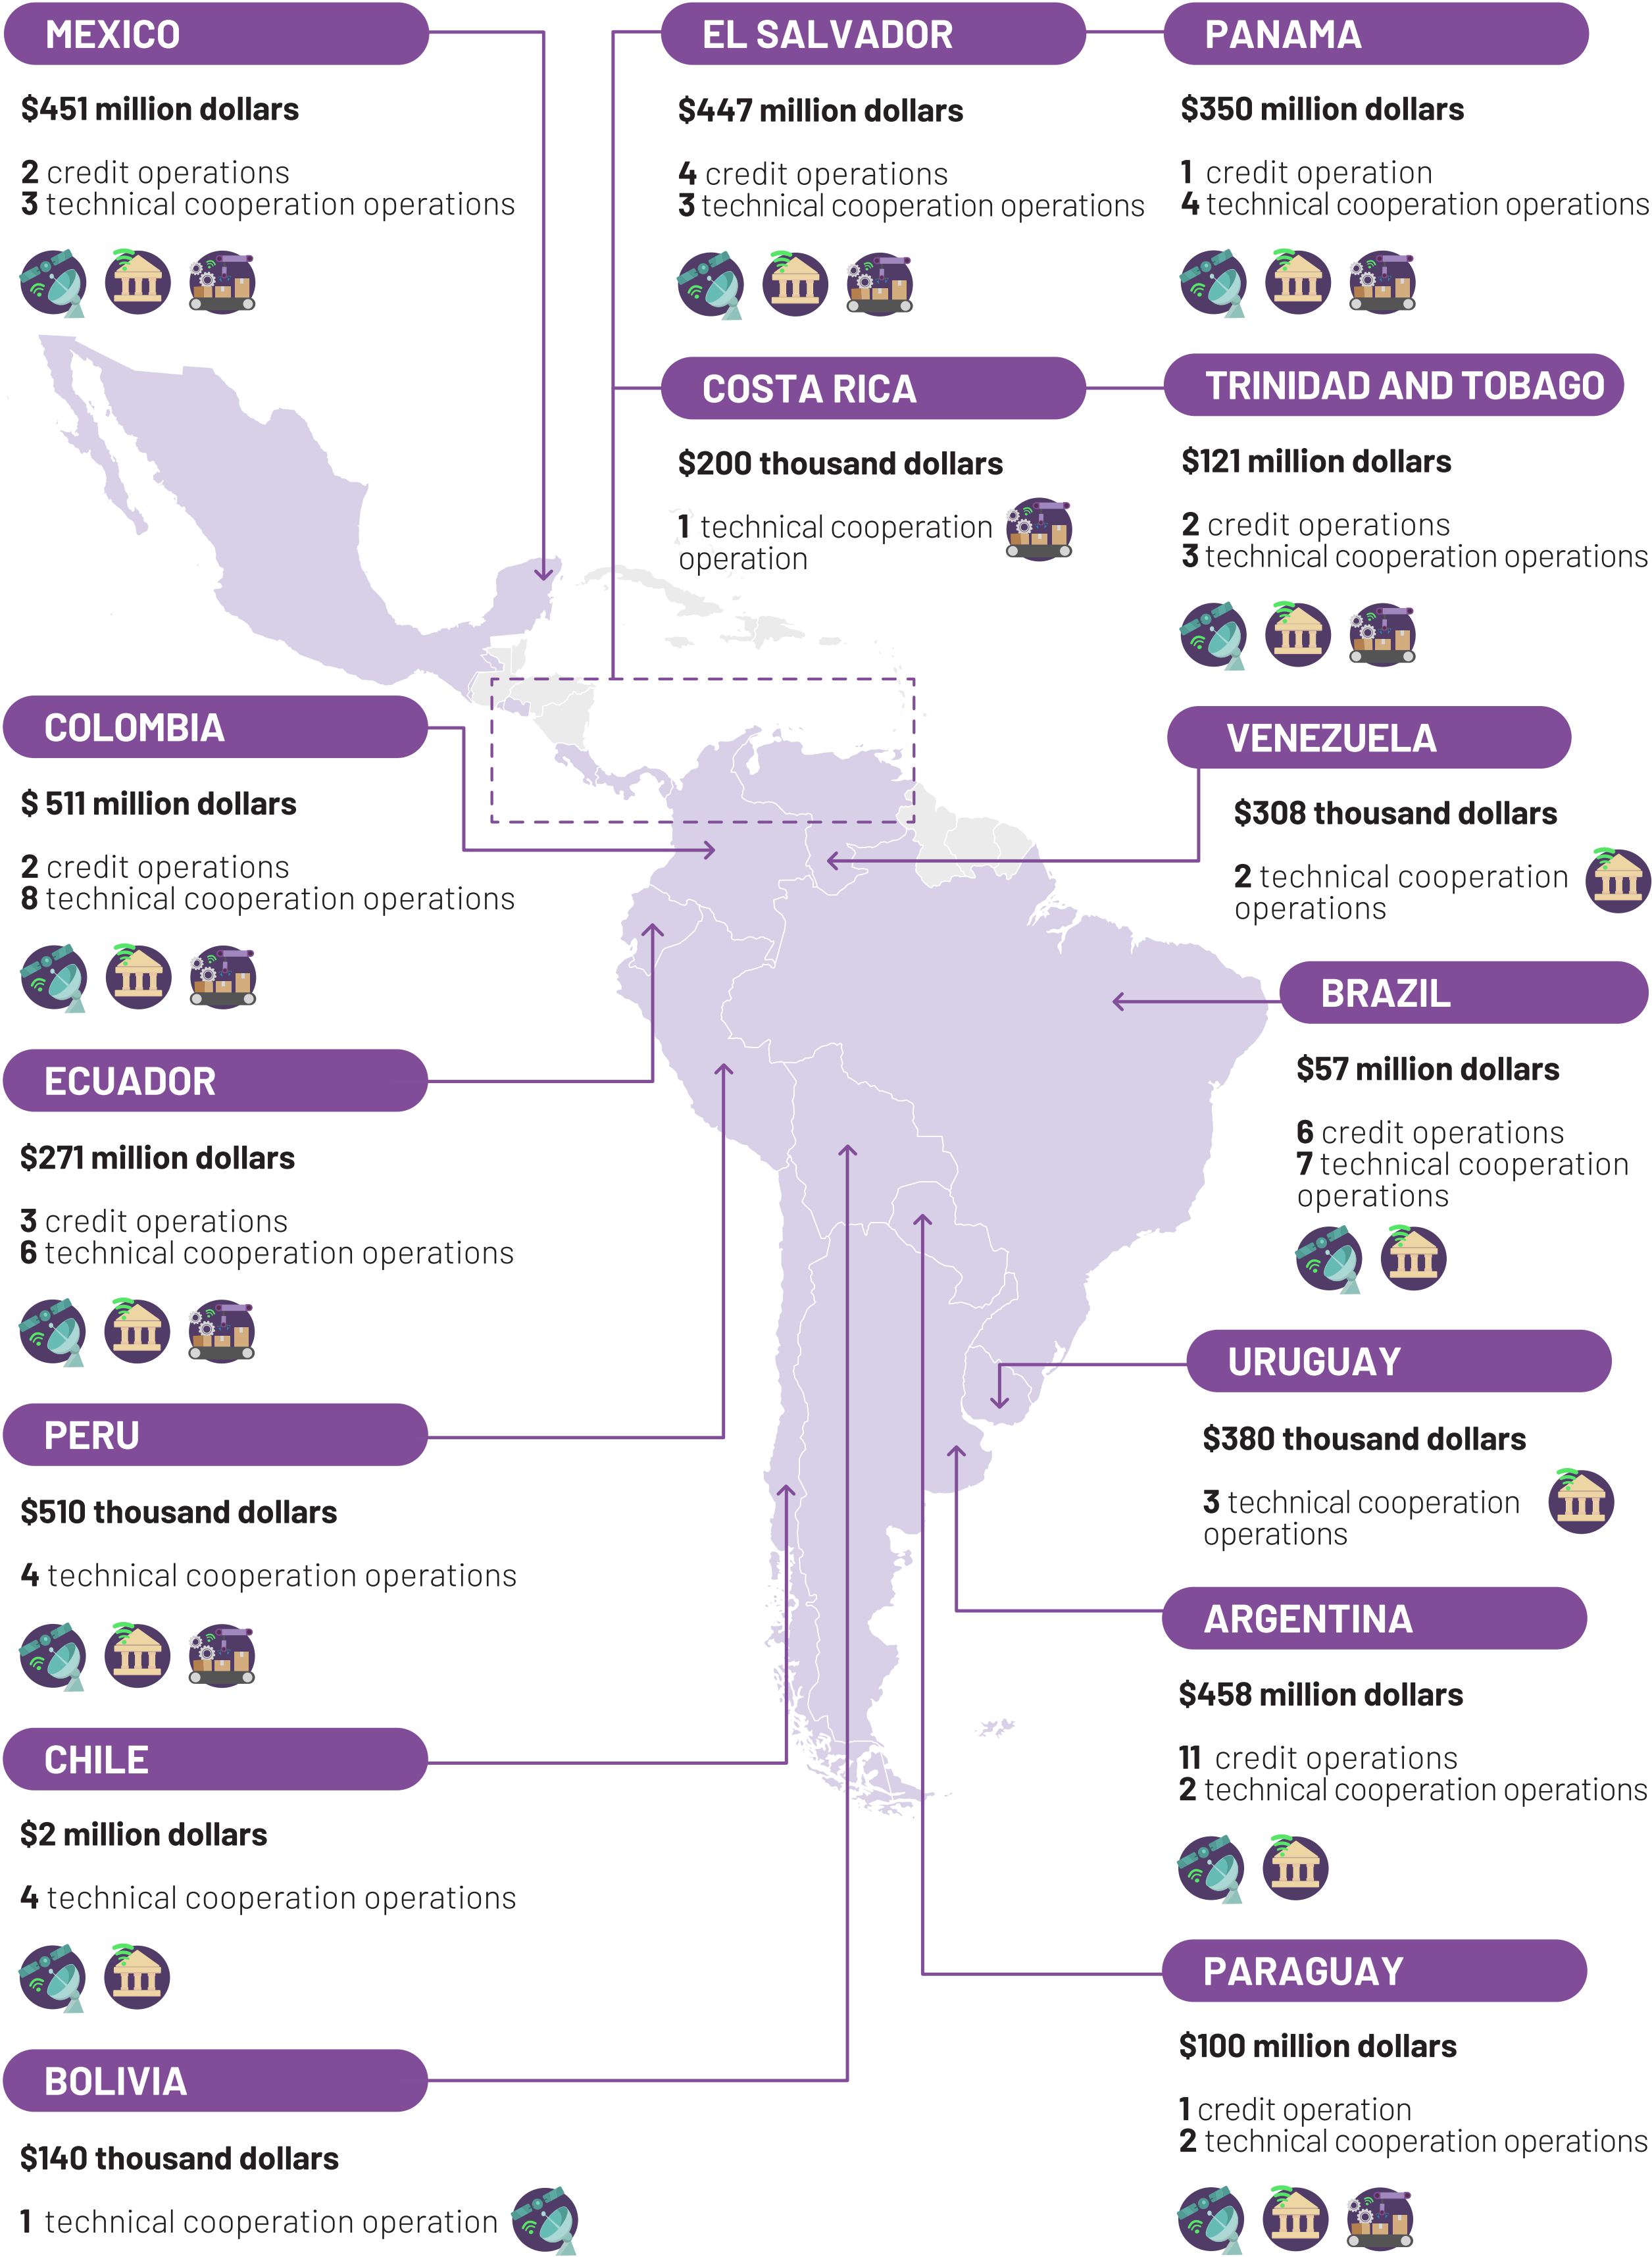 MEXICO
$451 million dollars
2 credit operations
3 technical cooperation operations
EL SALVADOR
$447 million dollars
4 credit operations
3 technical cooperation operations
PANAMA
$350 million dollars
1 credit operation
4 technical cooperation operations
COSTA RICA
$200 thousand dollars
1 technical cooperation
operation
TRINIDAD AND TOBAGO
$121 million dollars
2 credit operations
3 technical cooperation operations
COLOMBIA
$ 511 million dollars
2 credit operations
8 technical cooperation operations
VENEZUELA
$308 thousand dollars
2 technical cooperation
operations
BRAZIL
$57 million dollars
6 credit operations
7 technical cooperation
operations
ECUADOR
$271 million dollars
3 credit operations
6 technical cooperation operations
URUGUAY
$380 thousand dollars
3 technical cooperation
operations
PERU
$510 thousand dollars
4 technical cooperation operations
ARGENTINA
$458 million dollars
11 credit operations
2 technical cooperation operations
CHILE
$2 million dollars
4 technical cooperation operations
PARAGUAY
$100 million dollars
1 credit operation
2 technical cooperation operations
BOLIVIA
$140 thousand dollars
1 technical cooperation operation